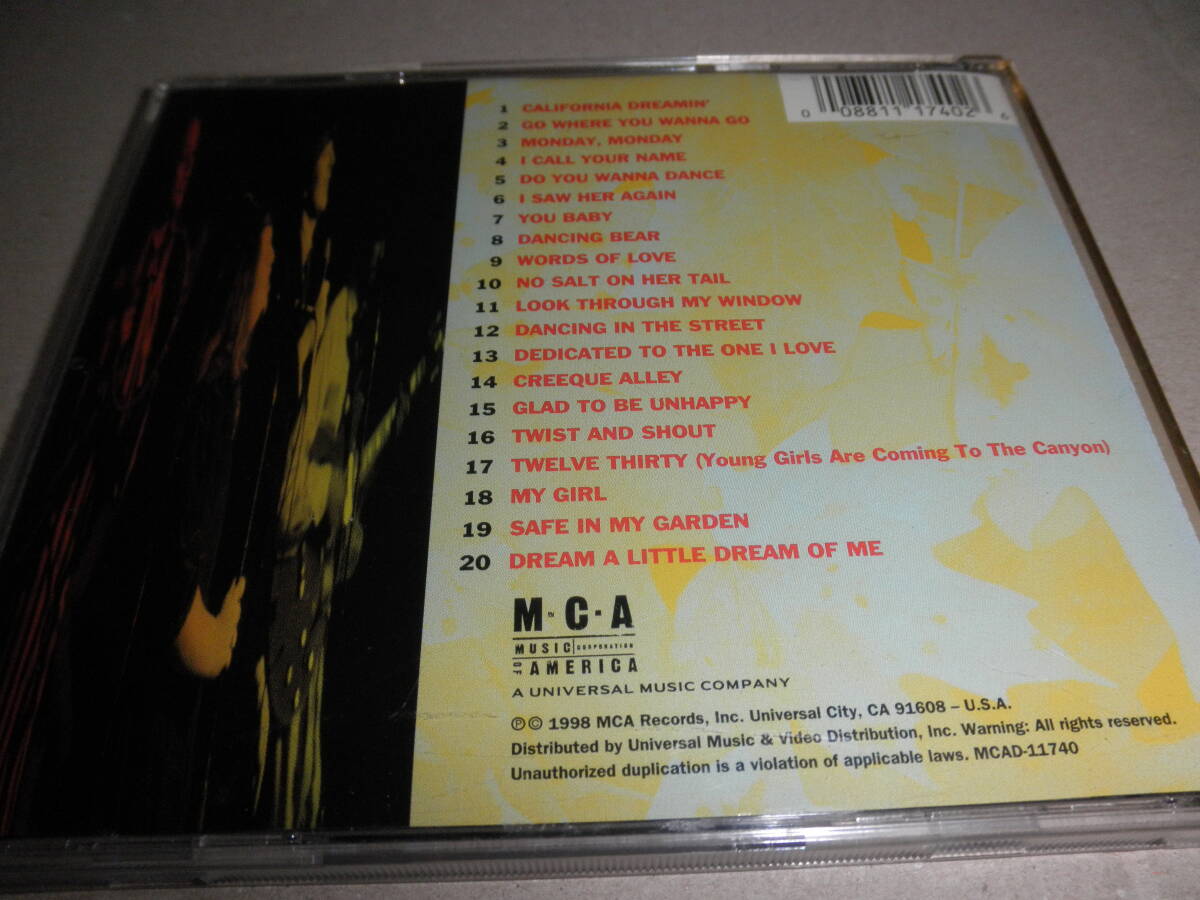 0 08811 17402 6
1 CALIFORNIA DREAMIN'
2 GO WHERE YOU WANNA GO
3 MONDAY, MONDAY
4 I CALL YOUR NAME
5 DO YOU WANNA DANCE
6 I SAW HER AGAIN
7 YOU BABY
8 DANCING BEAR
9 WORDS OF LOVE
10 NO SALT ON HER TAIL
11 LOOK THROUGH MY WINDOW
12 DANCING IN THE STREET
13 DEDICATED TO THE ONE I LOVE
14 CREEQUE ALLEY
15 GLAD TO BE UNHAPPY
16 TWIST AND SHOUT
17 TWELVE THIRTY (Young Girls Are Coming To The Canyon)
18 MY GIRL
19 SAFE IN MY GARDEN
20 DREAM A LITTLE DREAM OF ME
M·C·A
MUSIC CORPORATION
OF AMERICA
A UNIVERSAL MUSIC COMPANY
℗© 1998 MCA Records, Inc. Universal City, CA 91608 – U.S.A.
Distributed by Universal Music & Video Distribution, Inc. Warning: All rights reserved.
Unauthorized duplication is a violation of applicable laws. MCAD-11740